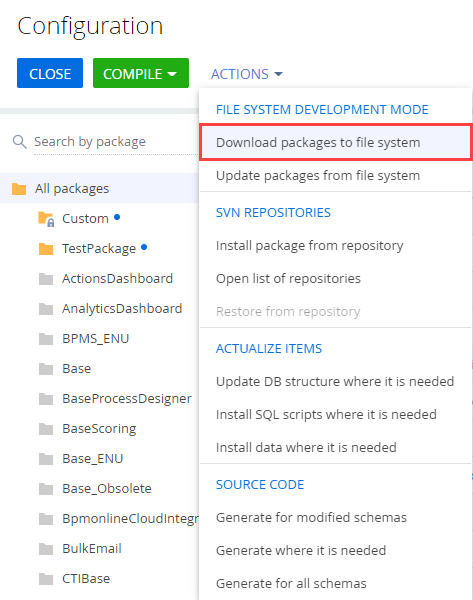 Configuration
CLOSE
COMPILE
ACTIONS
FILE SYSTEM DEVELOPMENT MODE
Download packages to file system
Update packages from file system
SVN REPOSITORIES
Install package from repository
Open list of repositories
Restore from repository
ACTUALIZE ITEMS
Update DB structure where it is needed
Install SQL scripts where it is needed
Install data where it is needed
SOURCE CODE
Generate for modified schemas
Generate where it is needed
Generate for all schemas
Search by package
All packages
Custom
TestPackage
ActionsDashboard
AnalyticsDashboard
BPMS_ENU
Base
BaseProcessDesigner
BaseScoring
Base_ENU
Base_Obsolete
BpmonlineCloudIntegr
BulkEmail
CTIBase